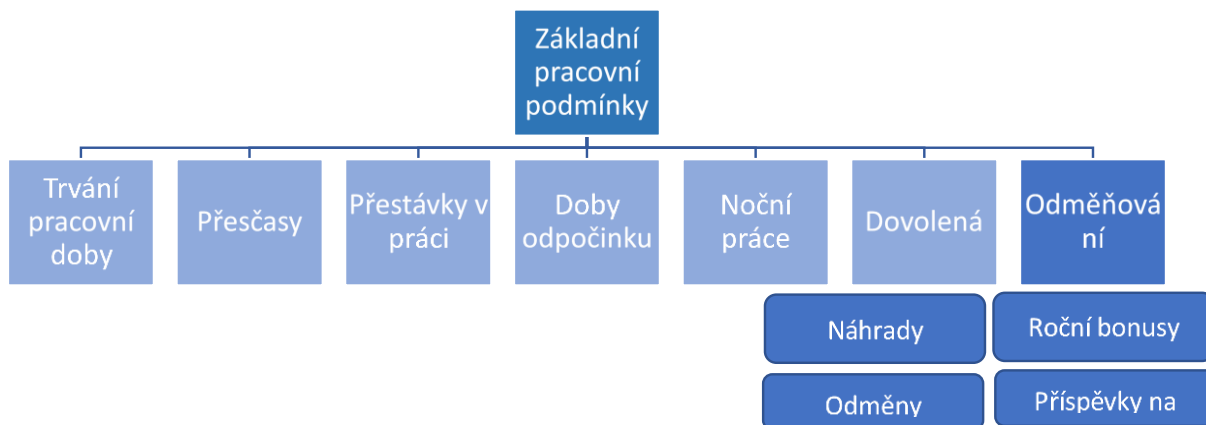 Základní
pracovní
podmínky
Trvání
pracovní
doby
Přesčasy
Přestávky v
práci
Doby
odpočinku
Noční
práce
Dovolená
Odměňová
ní
Náhrady
Roční bonusy
Odměny
Příspěvky na